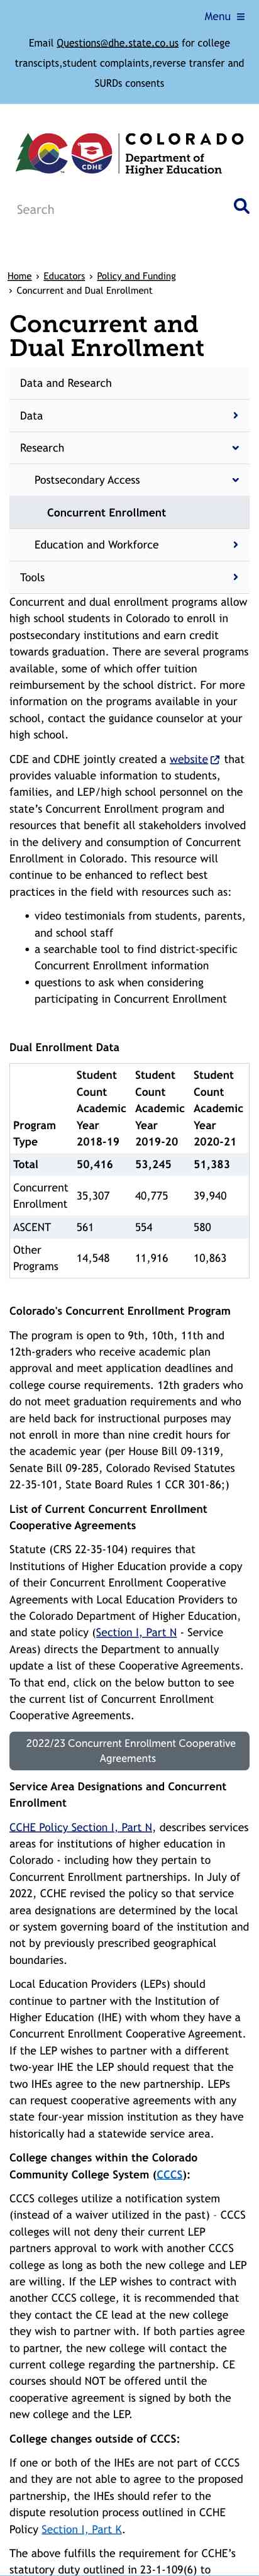 Menu ≡
Email Questions@dhe.state.co.us for college
transcipts,student complaints,reverse transfer and
SURDs consents
COLORADO
Department of
Higher Education
CDHE
Search
Home › Educators › Policy and Funding
› Concurrent and Dual Enrollment
Concurrent and
Dual Enrollment
Data and Research
Data
Research
Postsecondary Access
Concurrent Enrollment
Education and Workforce
Tools
Concurrent and dual enrollment programs allow
high school students in Colorado to enroll in
postsecondary institutions and earn credit
towards graduation. There are several programs
available, some of which offer tuition
reimbursement by the school district. For more
information on the programs available in your
school, contact the guidance counselor at your
high school.
CDE and CDHE jointly created a website that
provides valuable information to students,
families, and LEP/high school personnel on the
state's Concurrent Enrollment program and
resources that benefit all stakeholders involved
in the delivery and consumption of Concurrent
Enrollment in Colorado. This resource will
continue to be enhanced to reflect best
practices in the field with resources such as:
• video testimonials from students, parents,
and school staff
• a searchable tool to find district-specific
Concurrent Enrollment information
• questions to ask when considering
participating in Concurrent Enrollment
Dual Enrollment Data
Program Type | Student Count Academic Year 2018-19 | Student Count Academic Year 2019-20 | Student Count Academic Year 2020-21
Total 50,416 53,245 51,383
Concurrent Enrollment 35,307 40,775 39,940
ASCENT 561 554 580
Other Programs 14,548 11,916 10,863
Colorado's Concurrent Enrollment Program
The program is open to 9th, 10th, 11th and
12th-graders who receive academic plan
approval and meet application deadlines and
college course requirements. 12th graders who
do not meet graduation requirements and who
are held back for instructional purposes may
not enroll in more than nine credit hours for
the academic year (per House Bill 09-1319,
Senate Bill 09-285, Colorado Revised Statutes
22-35-101, State Board Rules 1 CCR 301-86;)
List of Current Concurrent Enrollment
Cooperative Agreements
Statute (CRS 22-35-104) requires that
Institutions of Higher Education provide a copy
of their Concurrent Enrollment Cooperative
Agreements with Local Education Providers to
the Colorado Department of Higher Education,
and state policy (Section I, Part N - Service
Areas) directs the Department to annually
update a list of these Cooperative Agreements.
To that end, click on the below button to see
the current list of Concurrent Enrollment
Cooperative Agreements.
2022/23 Concurrent Enrollment Cooperative
Agreements
Service Area Designations and Concurrent
Enrollment
CCHE Policy Section I, Part N, describes services
areas for institutions of higher education in
Colorado - including how they pertain to
Concurrent Enrollment partnerships. In July of
2022, CCHE revised the policy so that service
area designations are determined by the local
or system governing board of the institution and
not by previously prescribed geographical
boundaries.
Local Education Providers (LEPs) should
continue to partner with the Institution of
Higher Education (IHE) with whom they have a
Concurrent Enrollment Cooperative Agreement.
If the LEP wishes to partner with a different
two-year IHE the LEP should request that the
two IHEs agree to the new partnership. LEPs
can request cooperative agreements with any
state four-year mission institution as they have
historically had a statewide service area.
College changes within the Colorado
Community College System (CCCS):
CCCS colleges utilize a notification system
(instead of a waiver utilized in the past) – CCCS
colleges will not deny their current LEP
partners approval to work with another CCCS
college as long as both the new college and LEP
are willing. If the LEP wishes to contract with
another CCCS college, it is recommended that
they contact the CE lead at the new college
they wish to partner with. If both parties agree
to partner, the new college will contact the
current college regarding the partnership. CE
courses should NOT be offered until the
cooperative agreement is signed by both the
new college and the LEP.
College changes outside of CCCS:
If one or both of the IHEs are not part of CCCS
and they are not able to agree to the proposed
partnership, the IHEs should refer to the
dispute resolution process outlined in CCHE
Policy Section I, Part K.
The above fulfills the requirement for CCHE's
statutory duty outlined in 23-1-109(6) to